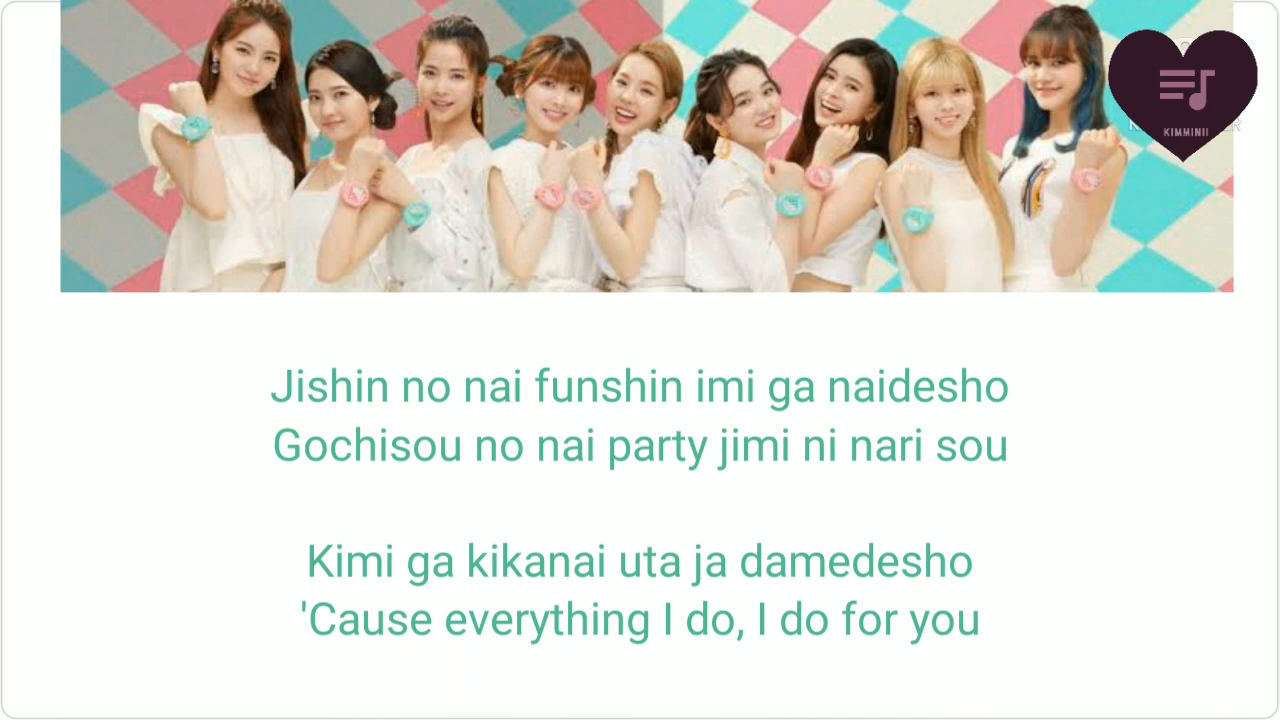 KIMMINII
Jishin no nai funshin imi ga naidesho
Gochisou no nai party jimi ni nari sou
Kimi ga kikanai uta ja damedesho
'Cause everything I do, I do for you